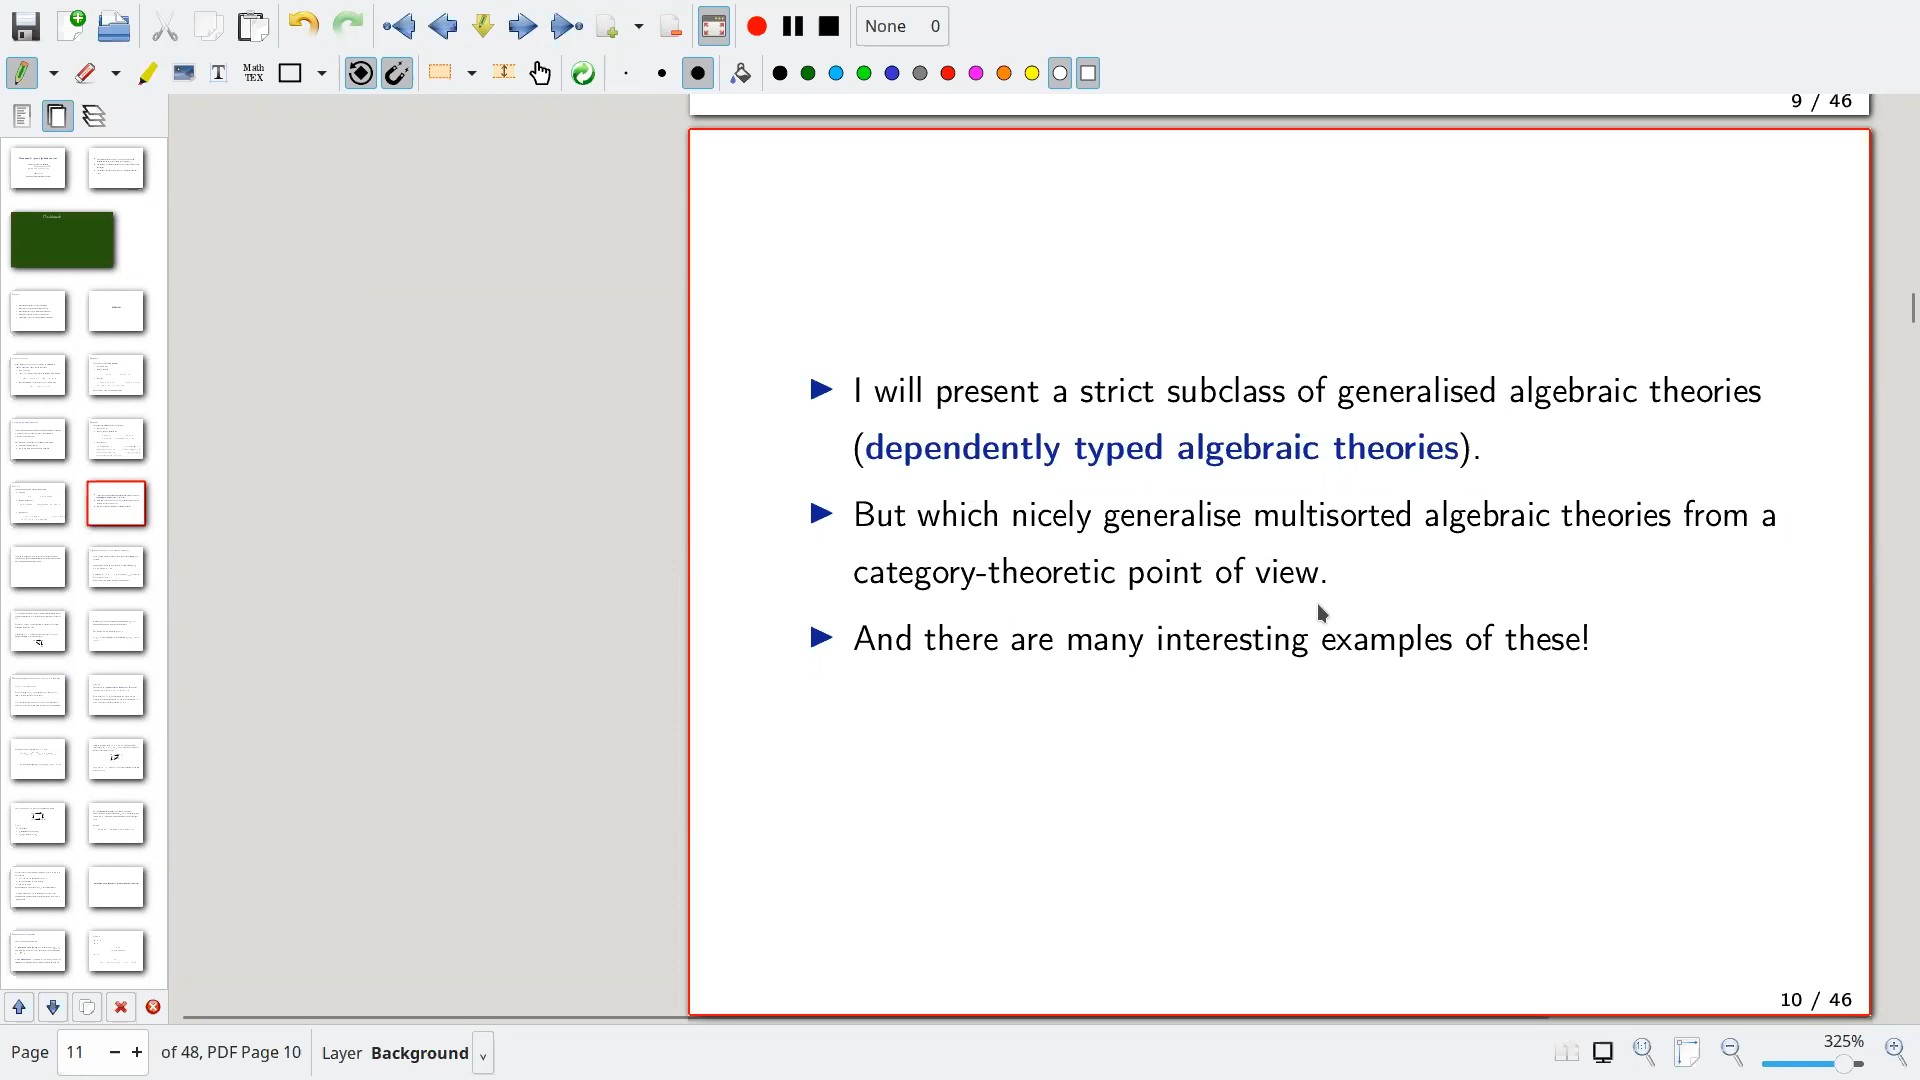 None 0
Math
TEX
9 / 46
▶ I will present a strict subclass of generalised algebraic theories
(dependently typed algebraic theories).
▶ But which nicely generalise multisorted algebraic theories from a
category-theoretic point of view.
▶ And there are many interesting examples of these!
10 / 46
Page 11 of 48, PDF Page 10 Layer Background
325%